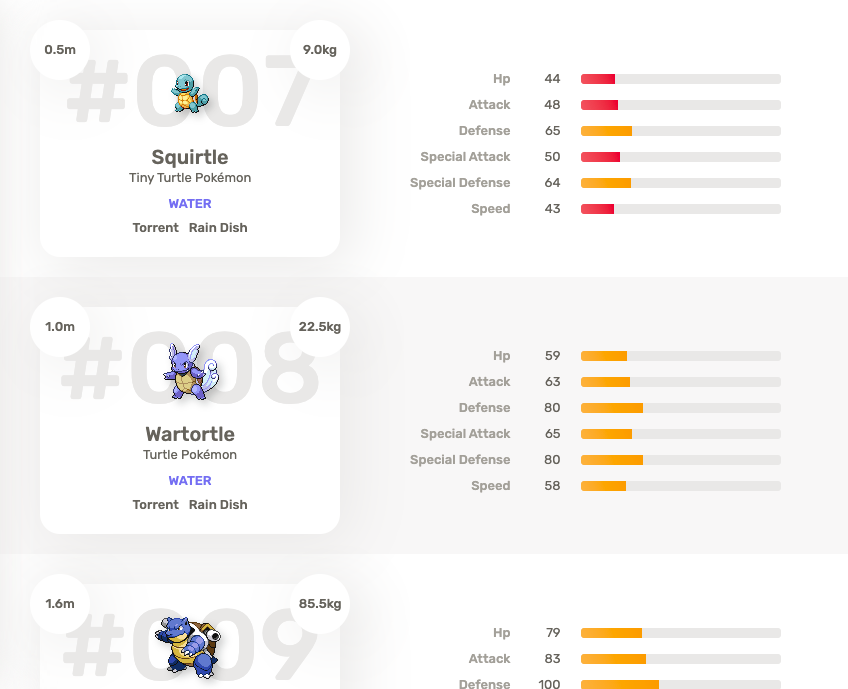 0.5m
9.0kg
#007
Squirtle
Tiny Turtle Pokémon
WATER
Torrent Rain Dish
Hp 44
Attack 48
Defense 65
Special Attack 50
Special Defense 64
Speed 43
1.0m
22.5kg
#008
Wartortle
Turtle Pokémon
WATER
Torrent Rain Dish
Hp 59
Attack 63
Defense 80
Special Attack 65
Special Defense 80
Speed 58
1.6m
85.5kg
#009
Hp 79
Attack 83
Defense 100